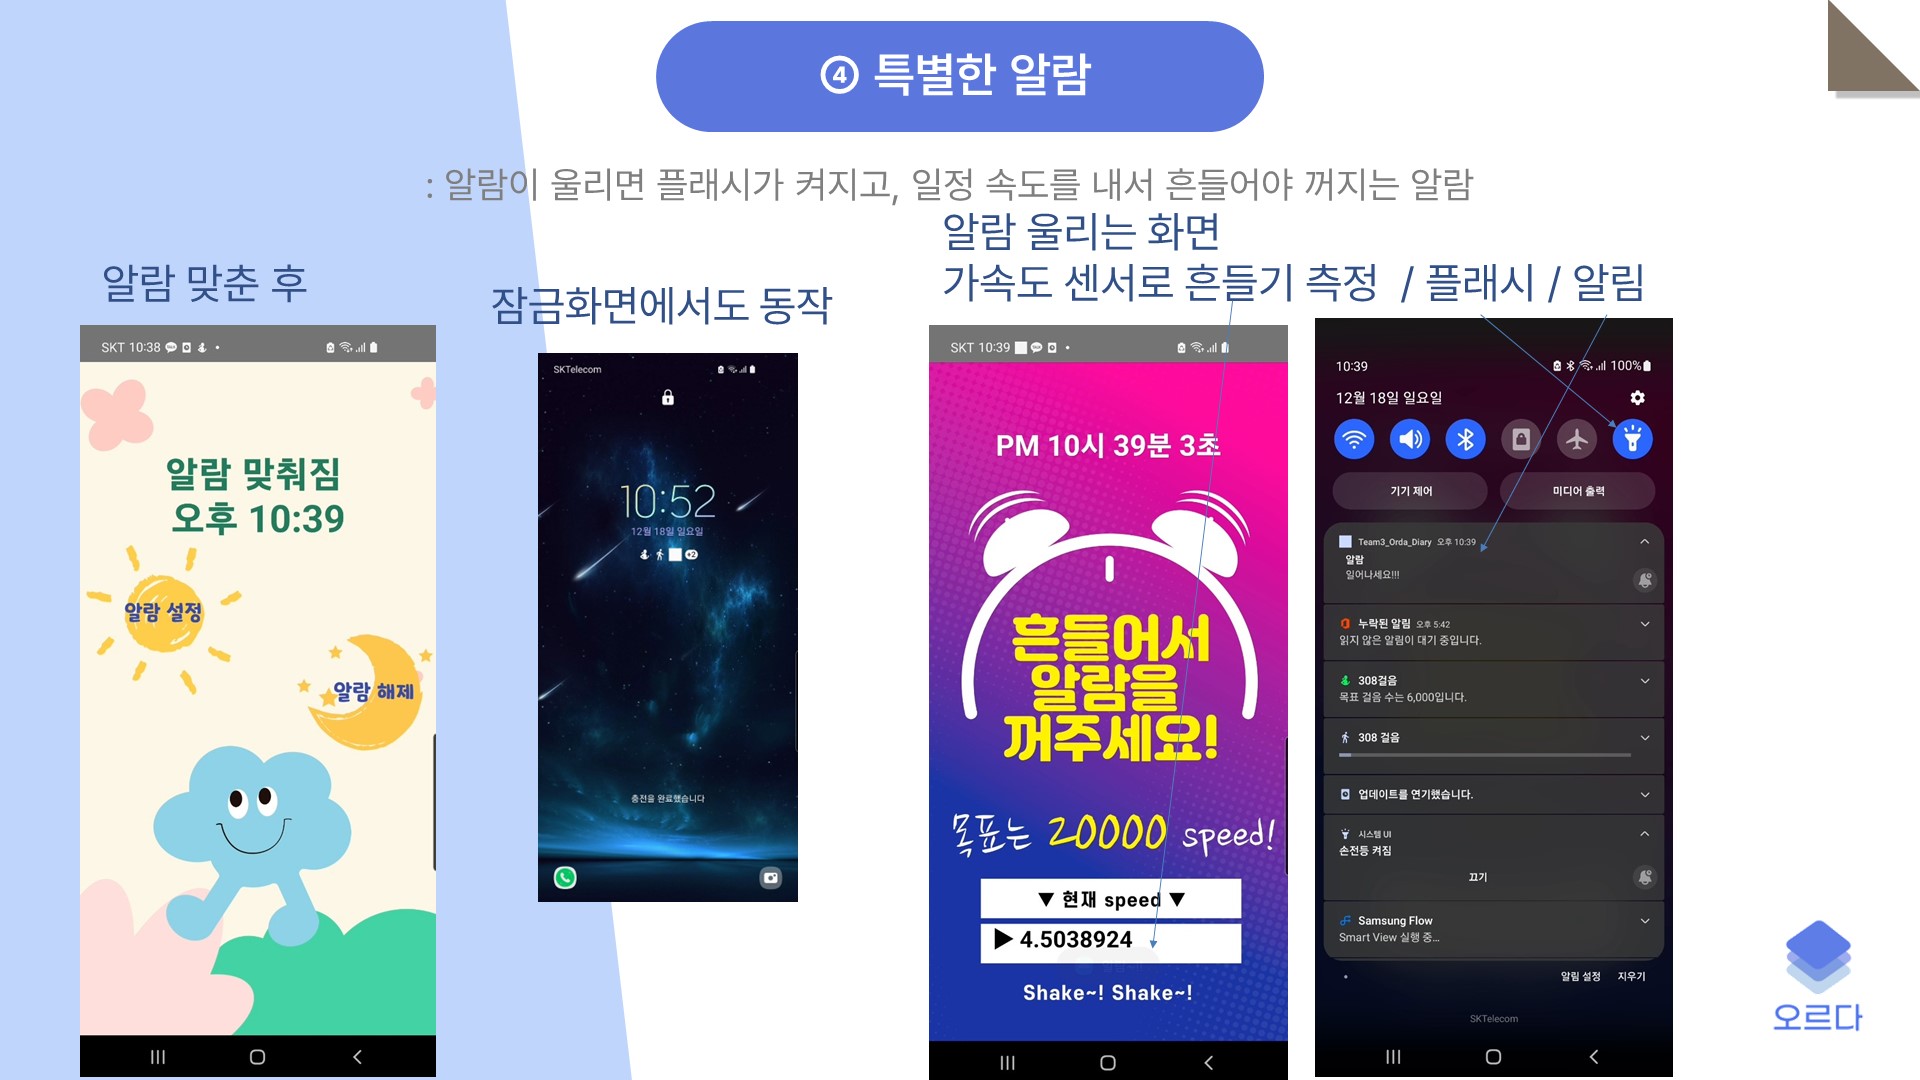 ④ 특별한 알람
: 알람이 울리면 플래시가 켜지고, 일정 속도를 내서 흔들어야 꺼지는 알람
알람 맞춘 후
잠금화면에서도 동작
알람 울리는 화면
가속도 센서로 흔들기 측정 / 플래시 / 알림
SKT 10:38
알람 맞춰짐
오후 10:39
알람 설정
알람 해제
SKTelecom
10:52
12월 18일 일요일
+2
충전을 완료했습니다
SKT 10:39
PM 10시 39분 3초
흔들어서
알람을
꺼주세요!
목표는 20000 speed!
▼ 현재 speed ▼
▶ 4.5038924
Shake~! Shake~!
10:39
100%
12월 18일 일요일
기기 제어
미디어 출력
Team3_Orda_Diary 오후 10:39
알람
일어나세요!!!
누락된 알림 오후 5:42
읽지 않은 알림이 대기 중입니다.
308걸음
목표 걸음 수는 6,000입니다.
308 걸음
업데이트를 연기했습니다.
시스템 UI
손전등 켜짐
끄기
Samsung Flow
Smart View 실행 중...
알림 설정 지우기
SKTelecom
오르다